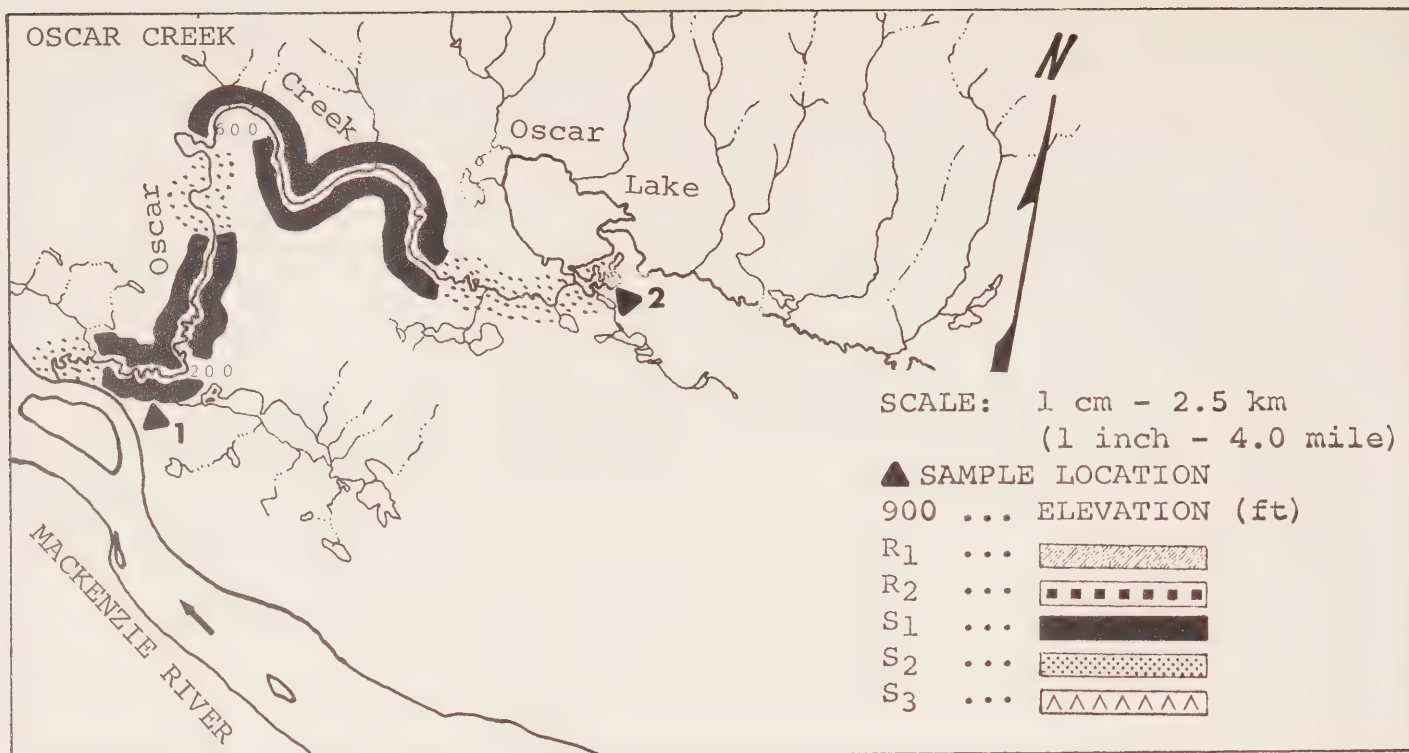 OSCAR CREEK
N
Creek
Oscar
Lake
600
Oscar
2
200
1
MACKENZIE RIVER
SCALE: 1 cm - 2.5 km
(1 inch - 4.0 mile)
▲ SAMPLE LOCATION
900 ... ELEVATION (ft)
R1 ...
R2 ...
S1 ...
S2 ...
S3 ...